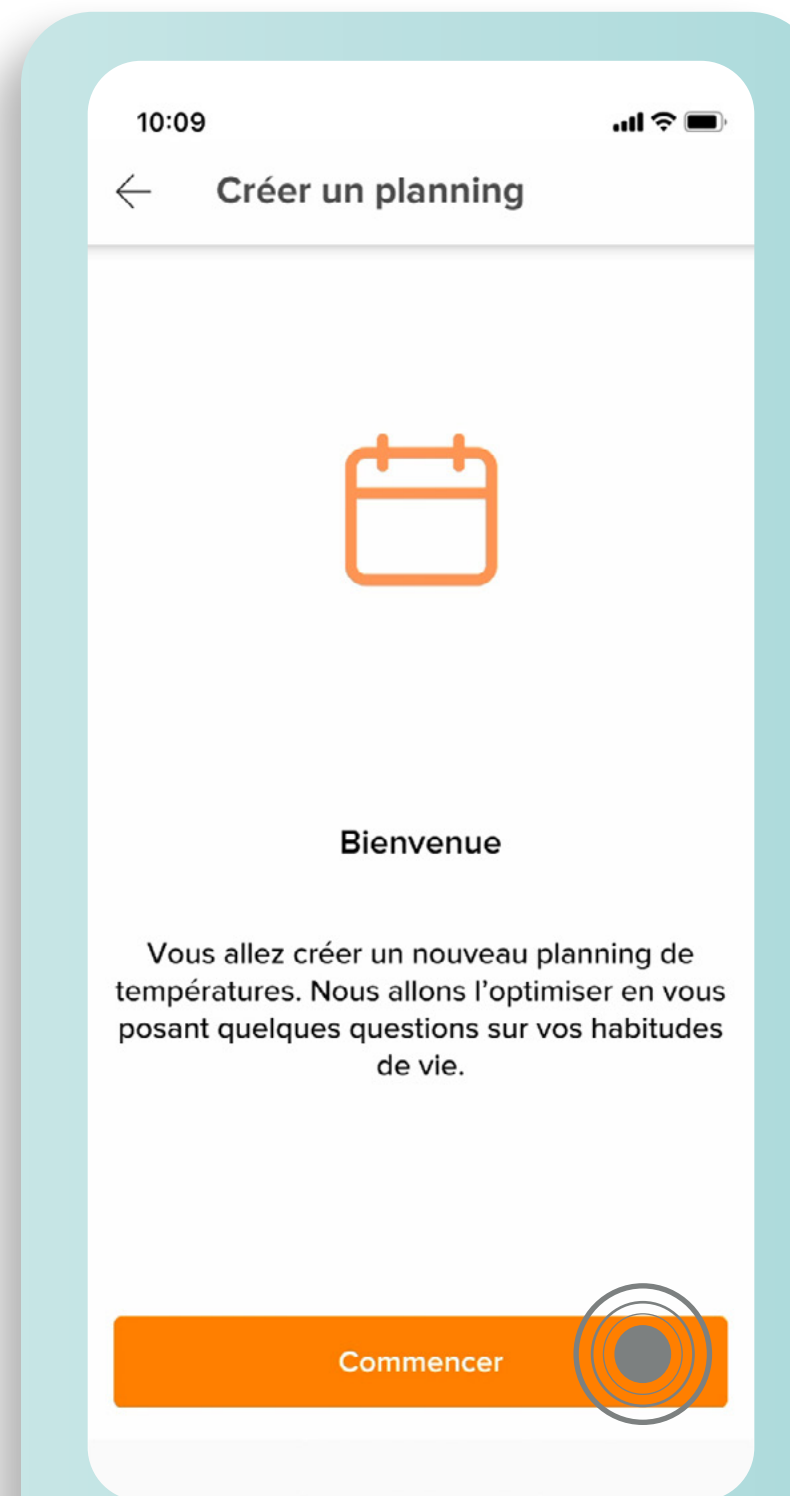 10:09
Créer un planning
Bienvenue
Vous allez créer un nouveau planning de
températures. Nous allons l’optimiser en vous
posant quelques questions sur vos habitudes
de vie.
Commencer